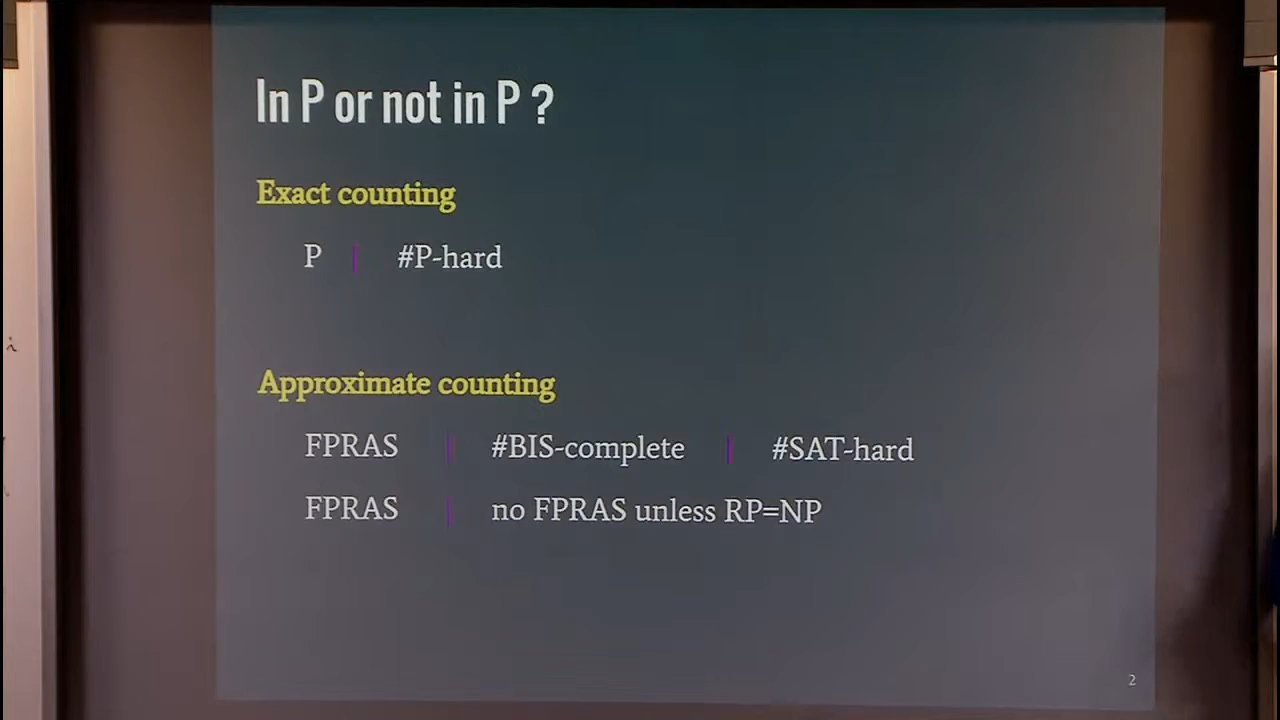 In P or not in P ?
Exact counting
P | #P-hard
Approximate counting
FPRAS | #BIS-complete | #SAT-hard
FPRAS | no FPRAS unless RP=NP
2